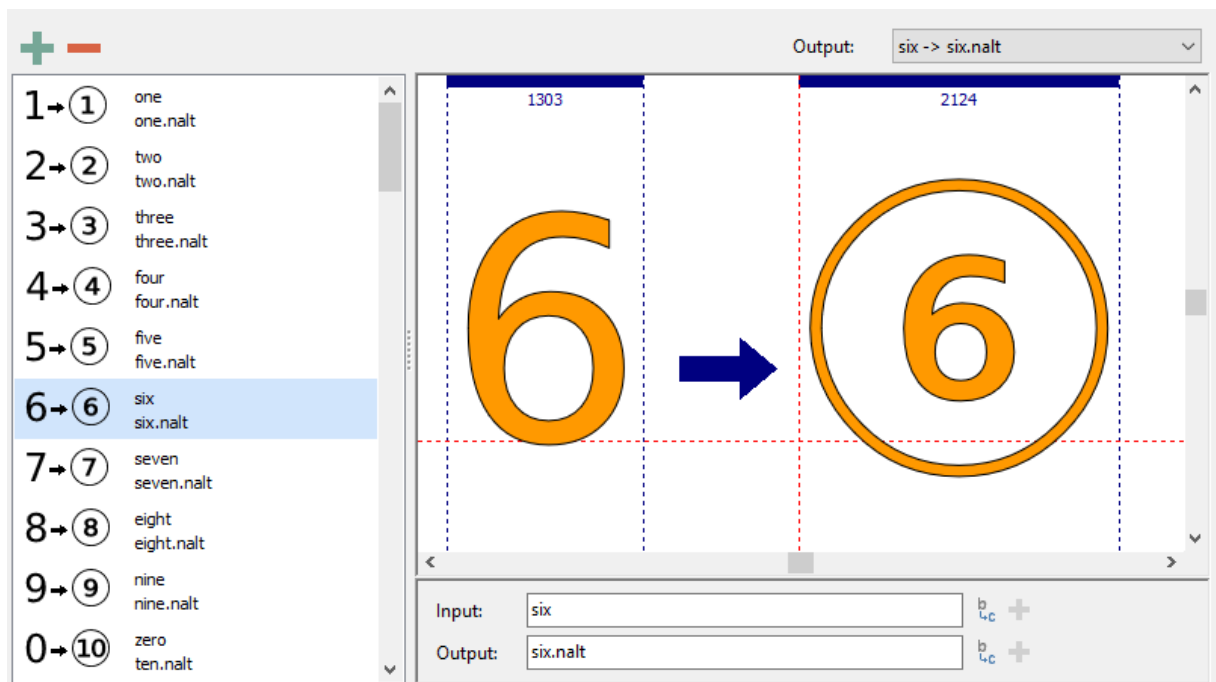 Output: six -> six.nalt
1→① one
one.nalt
2→② two
two.nalt
3→③ three
three.nalt
4→④ four
four.nalt
5→⑤ five
five.nalt
6→⑥ six
six.nalt
7→⑦ seven
seven.nalt
8→⑧ eight
eight.nalt
9→⑨ nine
nine.nalt
0→⑩ zero
ten.nalt
1303 2124
6 6
Input: six b c
Output: six.nalt b c